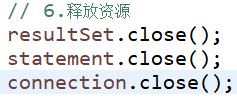 // 6.释放资源
resultSet.close();
statement.close();
connection.close();